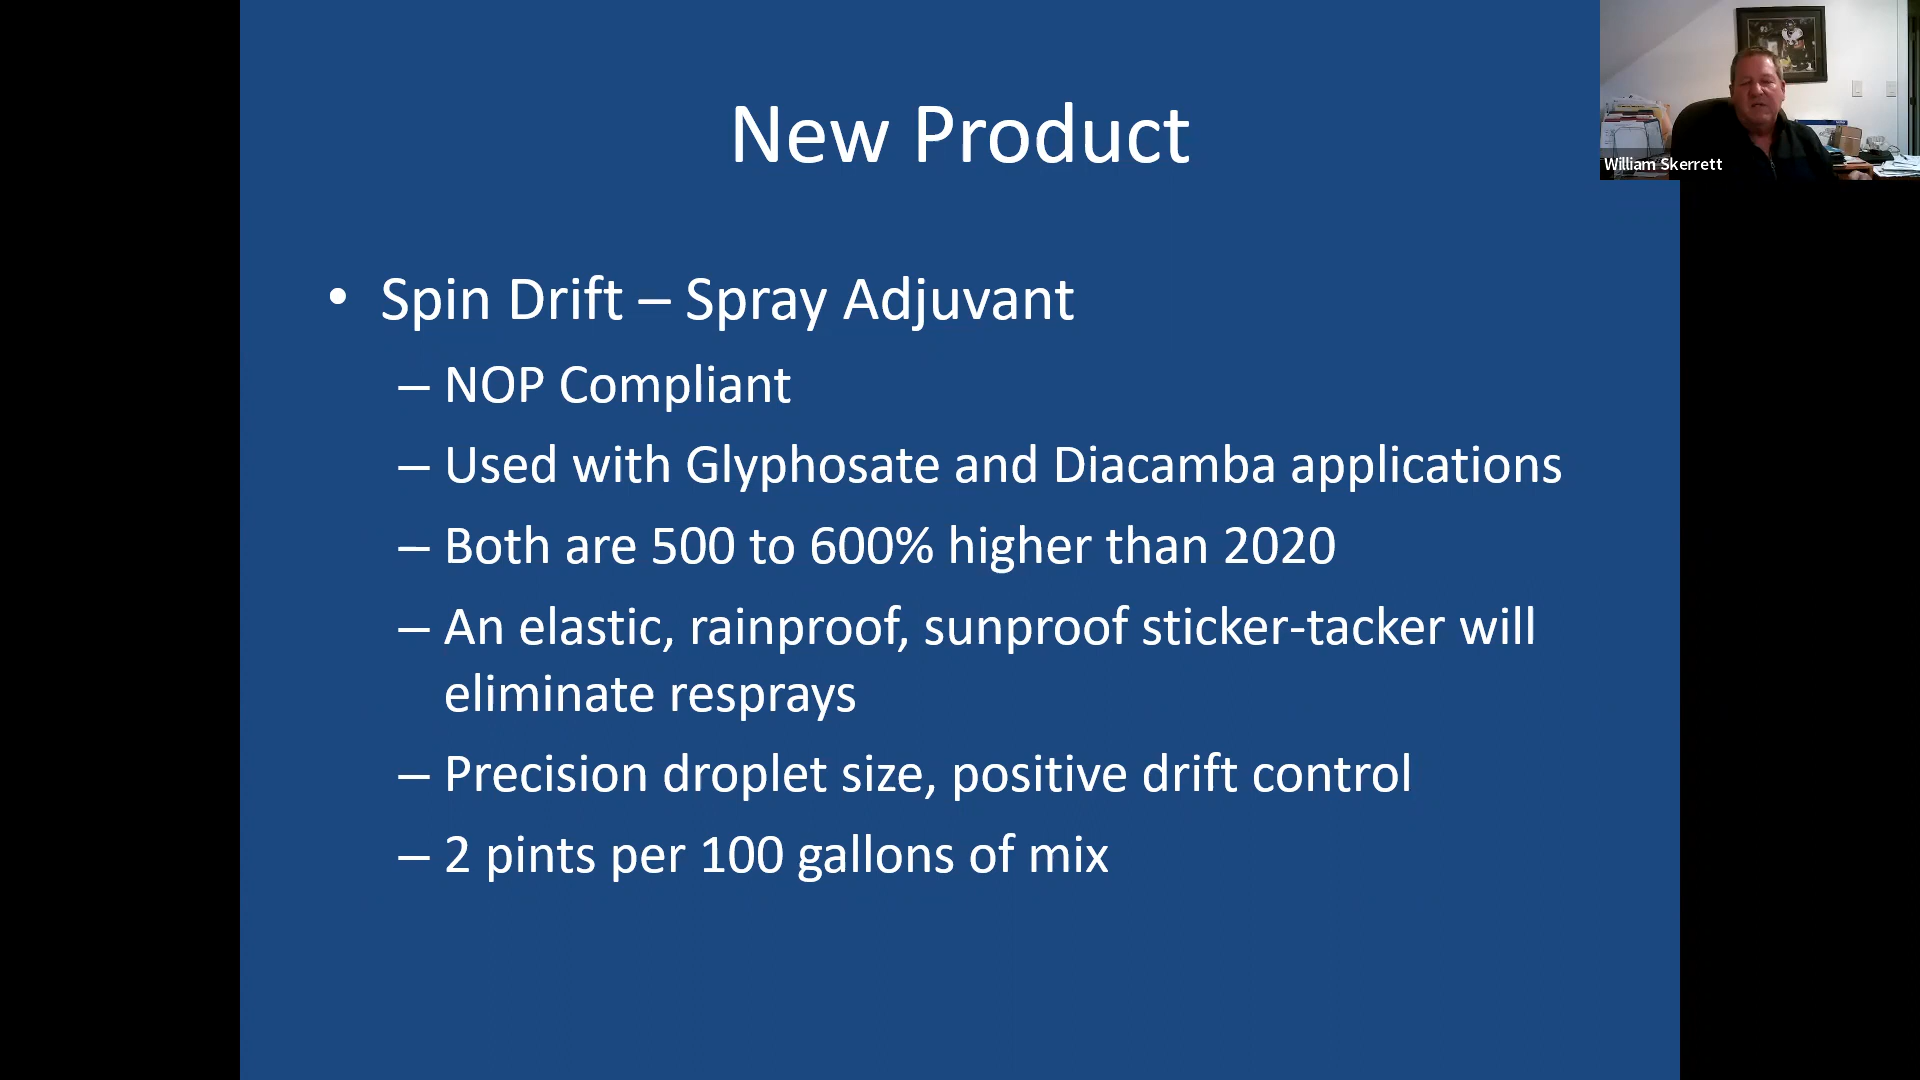 New Product
William Skerrett
• Spin Drift – Spray Adjuvant
– NOP Compliant
– Used with Glyphosate and Diacamba applications
– Both are 500 to 600% higher than 2020
– An elastic, rainproof, sunproof sticker-tacker will
eliminate resprays
– Precision droplet size, positive drift control
– 2 pints per 100 gallons of mix